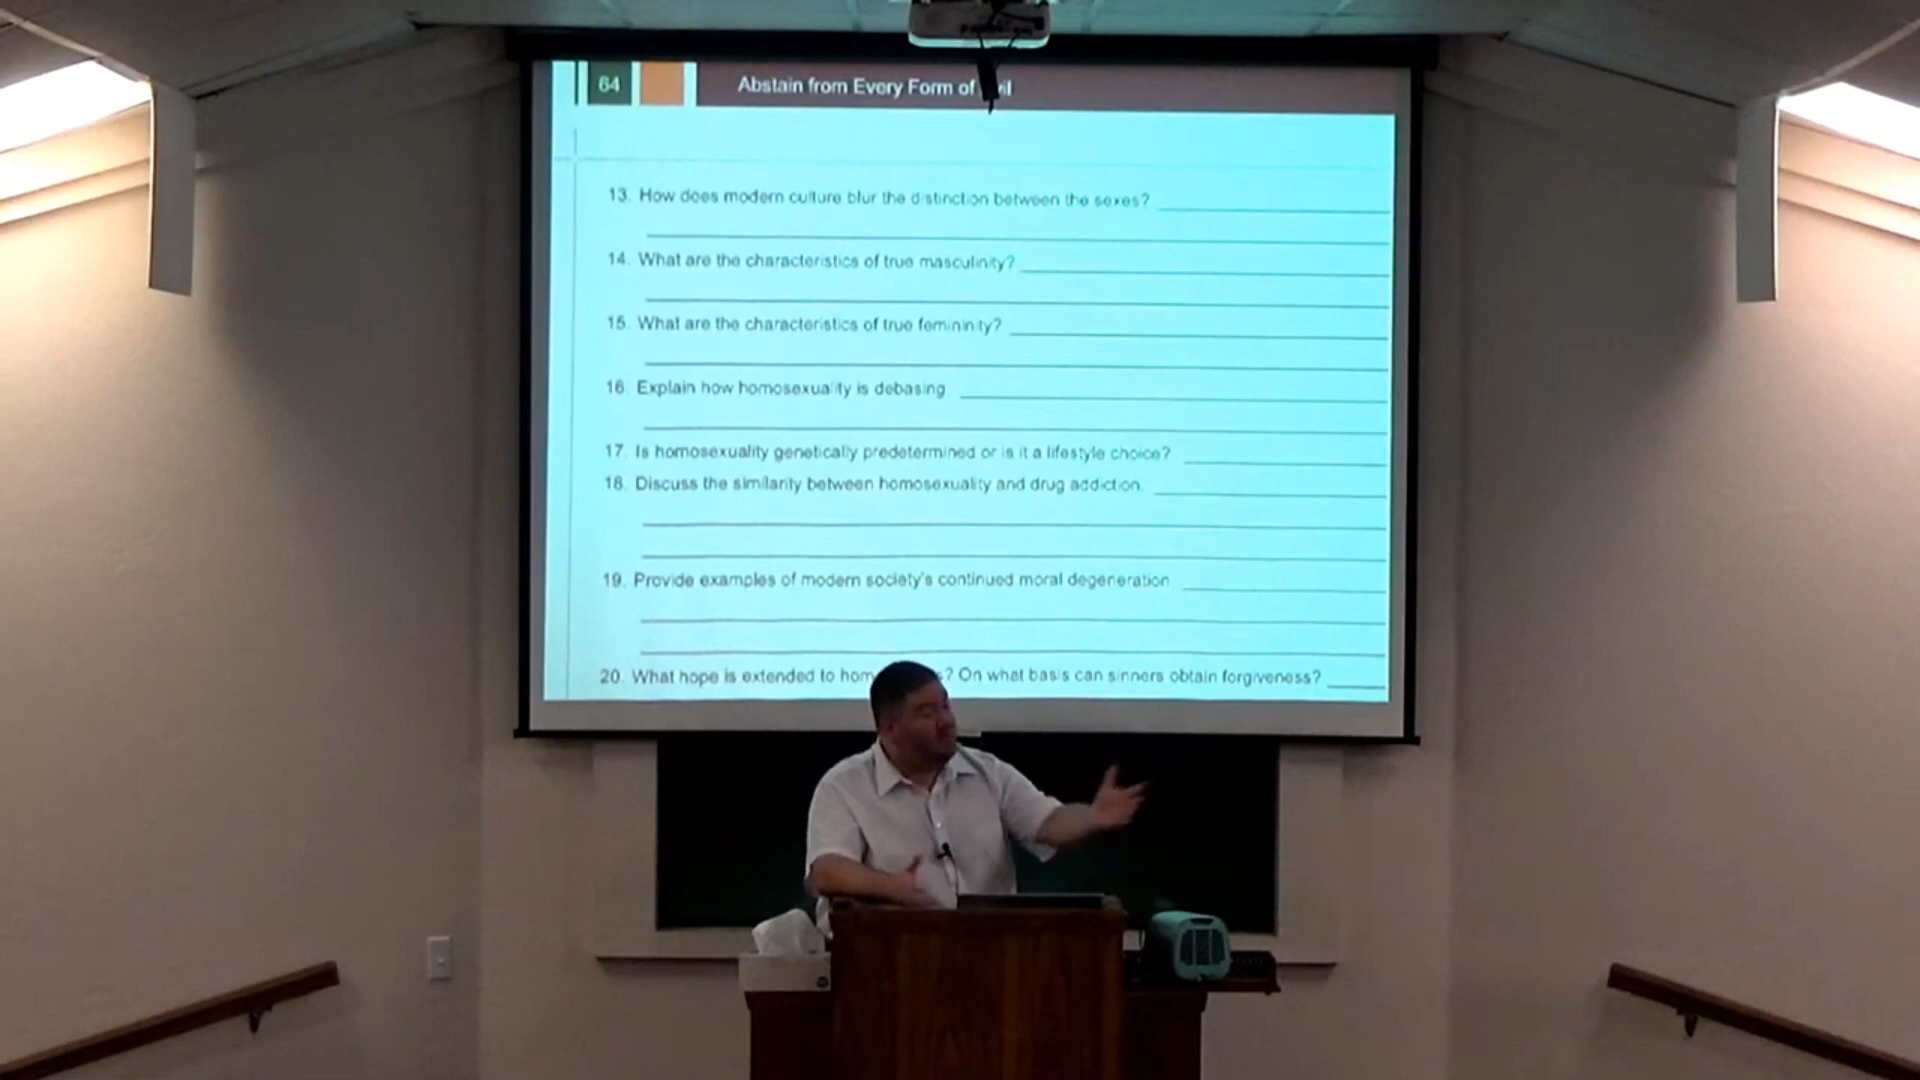 64 Abstain from Every Form of
13. How does modern culture blur the distinction between the sexes?
14. What are the characteristics of true masculinity?
15. What are the characteristics of true femininity?
16. Explain how homosexuality is debasing
17. Is homosexuality genetically predetermined or is it a lifestyle choice?
18. Discuss the similarity between homosexuality and drug addiction.
19. Provide examples of modern society's continued moral degeneration
20. What hope is extended to ? On what basis can sinners obtain forgiveness?